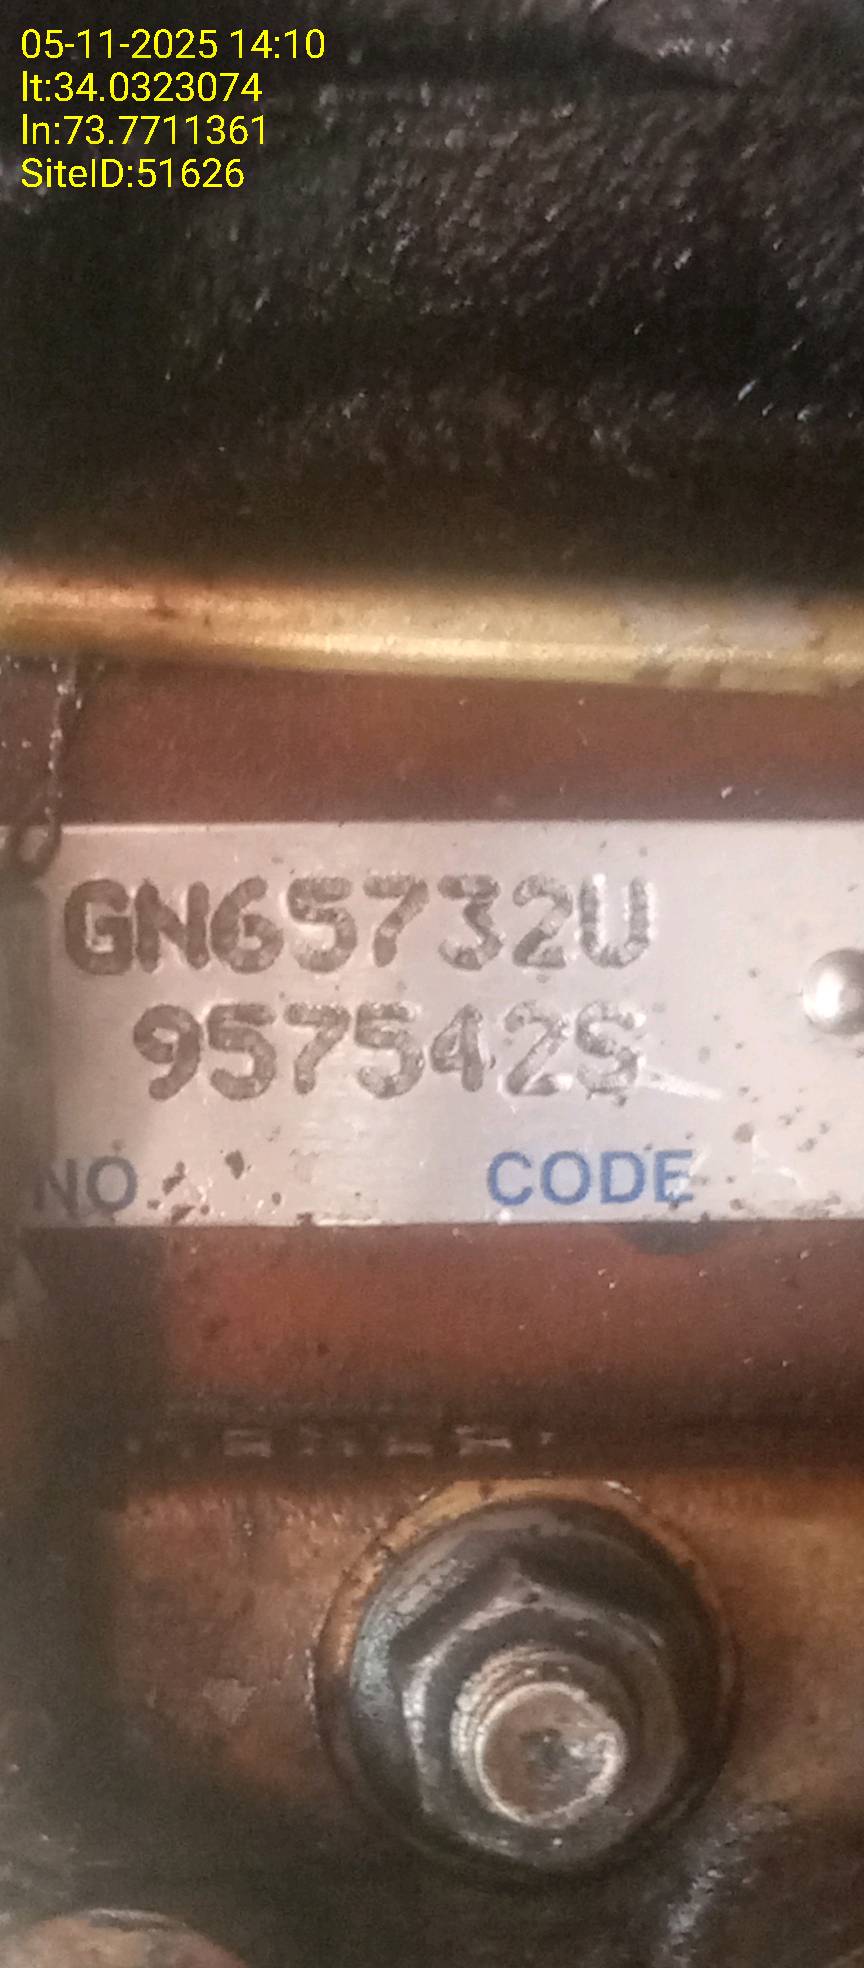 05-11-2025 14:10
lt:34.0323074
ln:73.7711361
SiteID:51626
GN65732U
957542S
NO. CODE